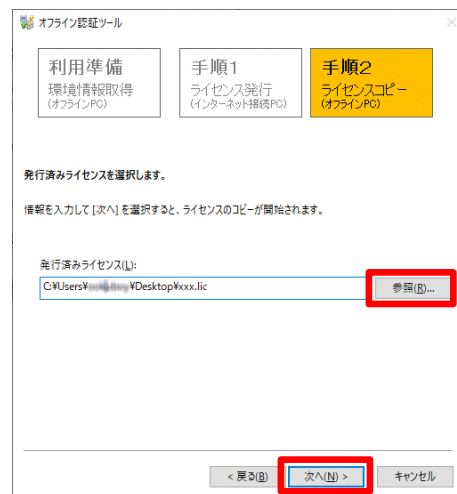 オフライン認証ツール
利用準備
環境情報取得
(オフラインPC)
手順1
ライセンス発行
(インターネット接続PC)
手順2
ライセンスコピー
(オフラインPC)
発行済みライセンスを選択します。
情報を入力して [次へ] を選択すると、ライセンスのコピーが開始されます。
発行済みライセンス(L):
C:¥Users¥ ¥Desktop¥xxx.lic
参照(R)...
< 戻る(B)
次へ(N) >
キャンセル